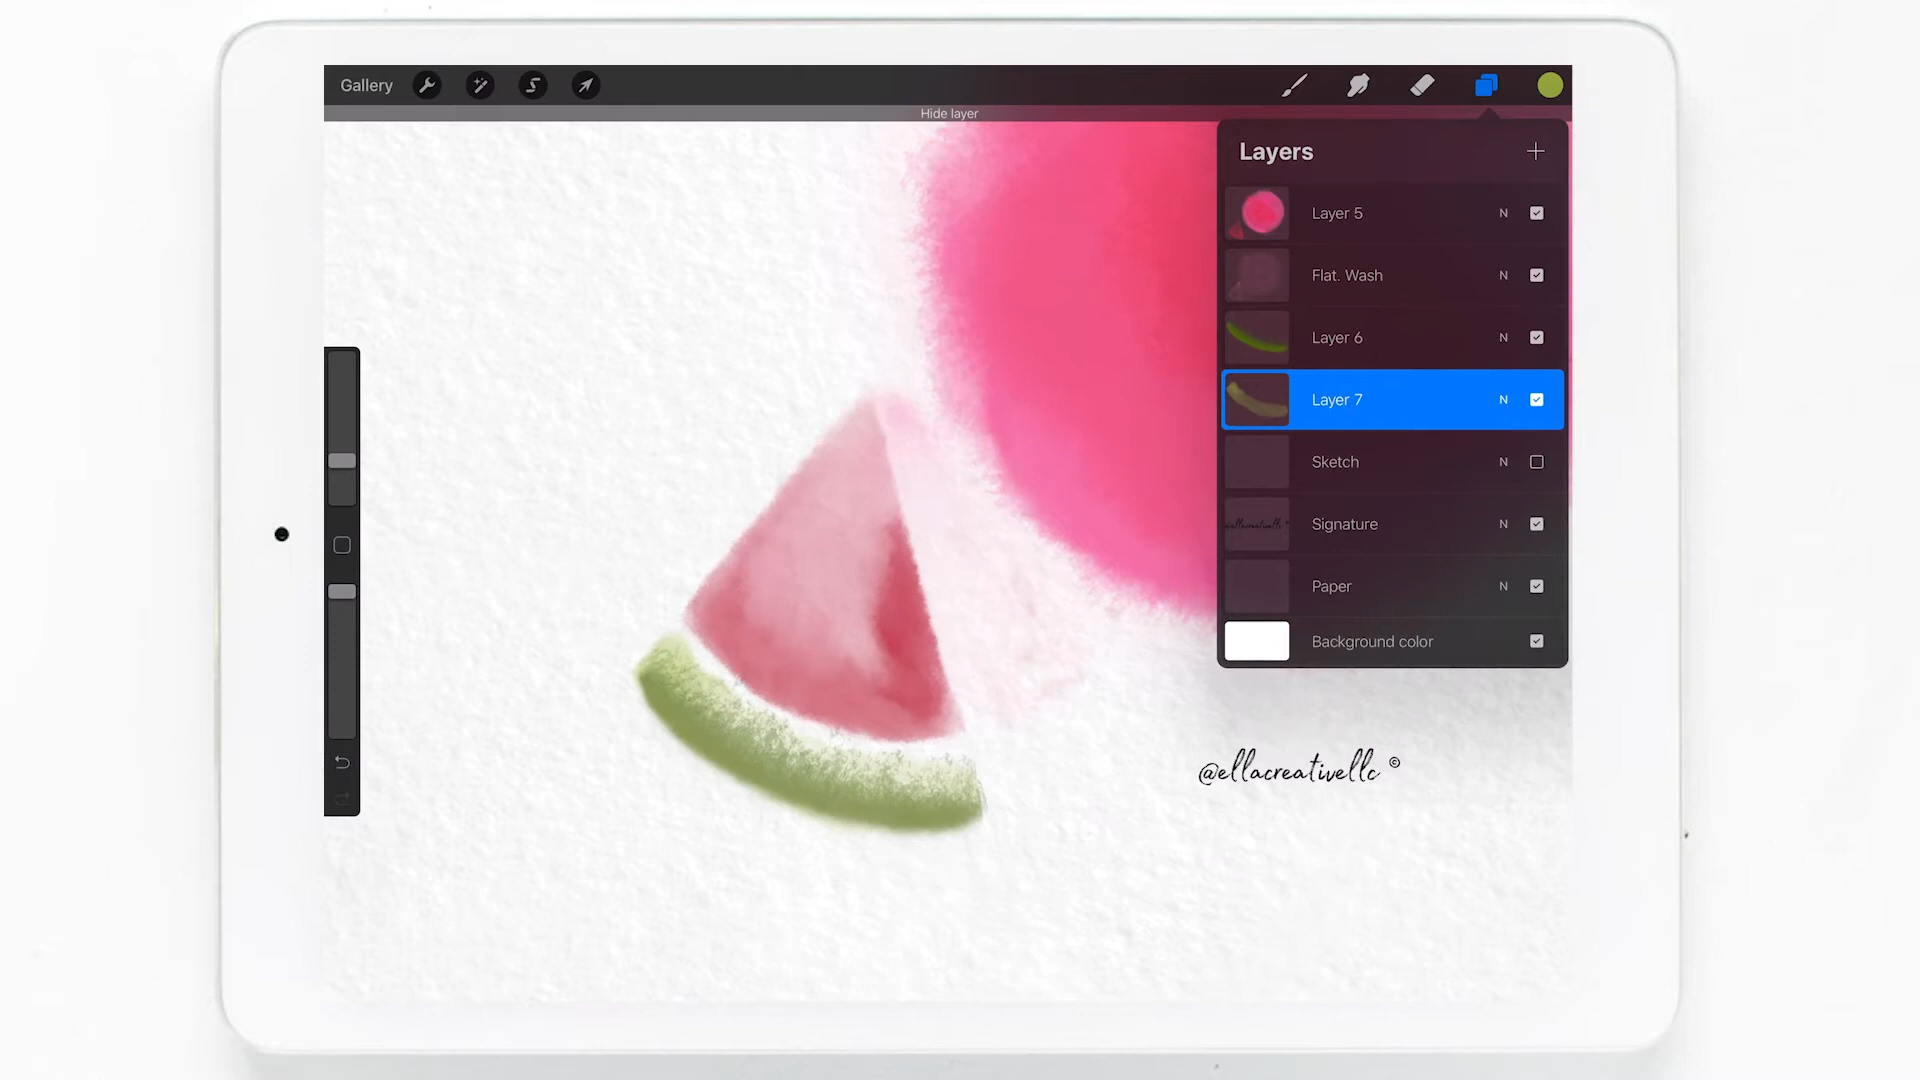 Gallery
Hide layer
Layers
Layer 5 N
Flat. Wash N
Layer 6 N
Layer 7 N
Sketch N
Signature N
Paper N
Background color
@ellacreativellc ©